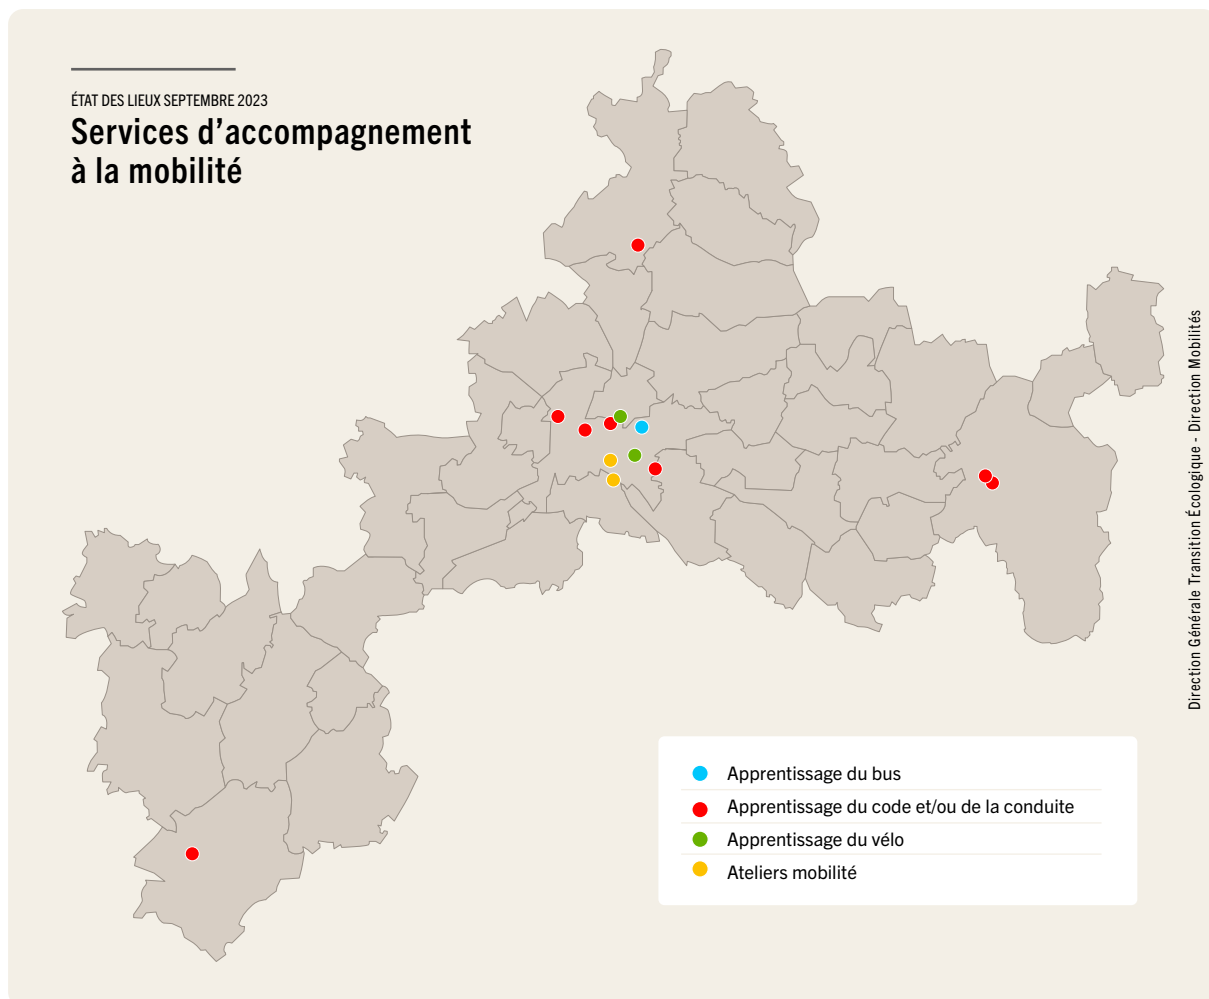 ÉTAT DES LIEUX SEPTEMBRE 2023
Services d’accompagnement
à la mobilité
Direction Générale Transition Écologique - Direction Mobilités
Apprentissage du bus
Apprentissage du code et/ou de la conduite
Apprentissage du vélo
Ateliers mobilité